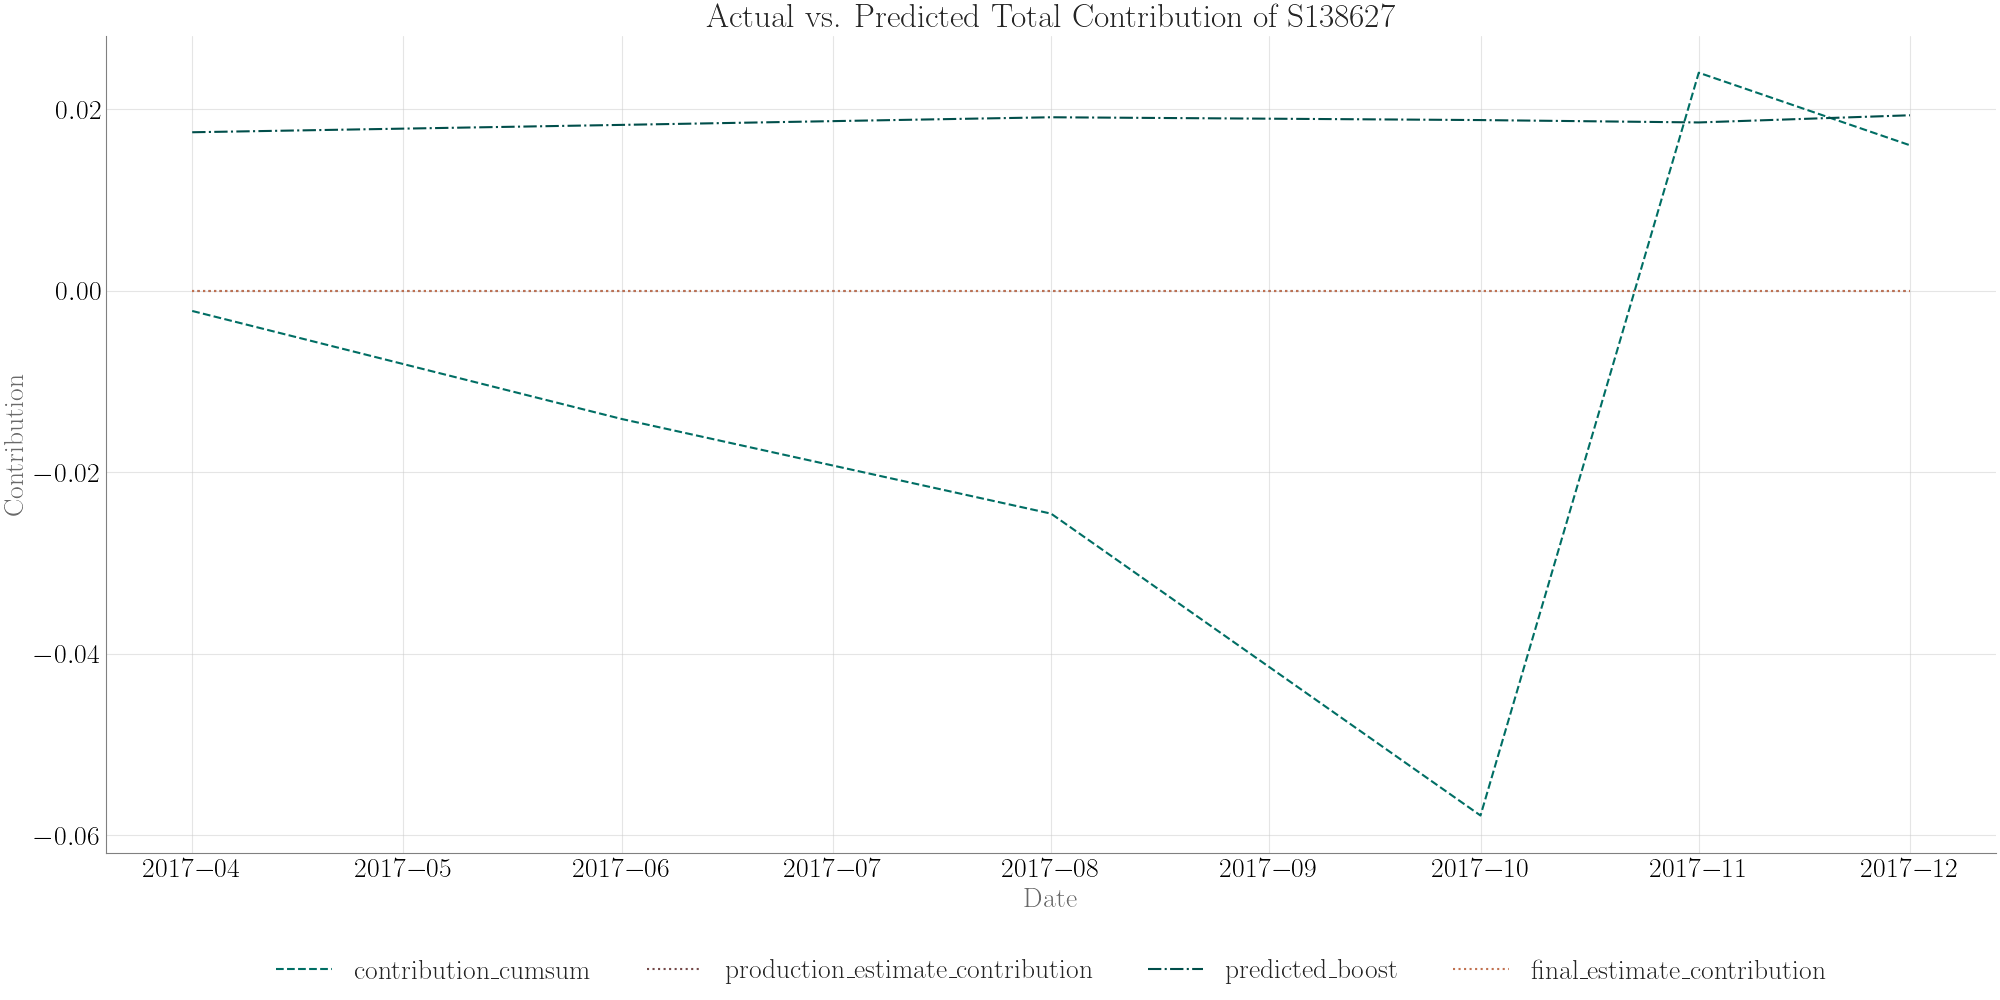 Actual vs. Predicted Total Contribution of S138627
0.02
0.00
−0.02
−0.04
−0.06
Contribution
2017−04 2017−05 2017−06 2017−07 2017−08 2017−09 2017−10 2017−11 2017−12
Date
contribution_cumsum production_estimate_contribution predicted_boost final_estimate_contribution